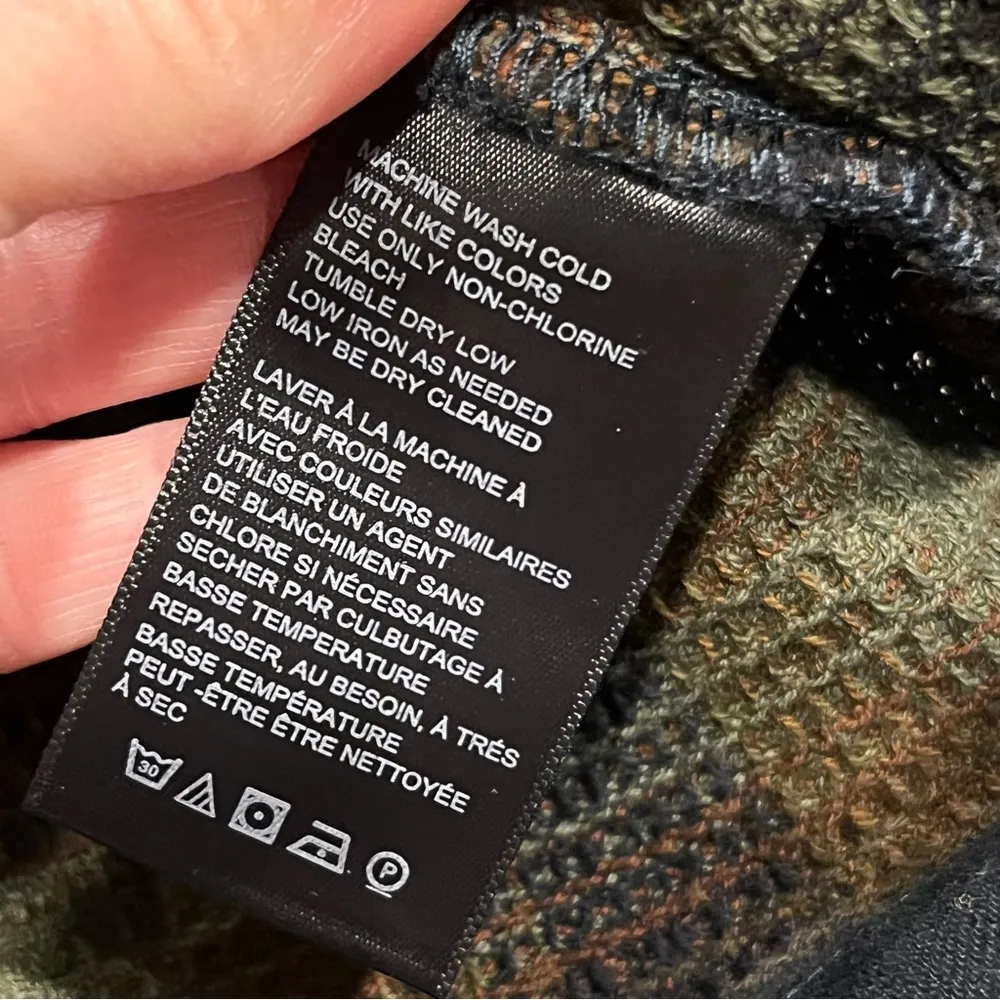 MACHINE WASH COLD
WITH LIKE COLORS
USE ONLY NON-CHLORINE
BLEACH
TUMBLE DRY LOW
LOW IRON AS NEEDED
MAY BE DRY CLEANED
LAVER À LA MACHINE À
L'EAU FROIDE
AVEC COULEURS SIMILAIRES
UTILISER UN AGENT
DE BLANCHIMENT SANS
CHLORE SI NÉCESSAIRE
SECHER PAR CULBUTAGE À
BASSE TEMPERATURE
REPASSER, AU BESOIN, À TRÉS
BASSE TEMPÉRATURE
PEUT -ÊTRE ÊTRE NETTOYÉE
À SEC
30
P